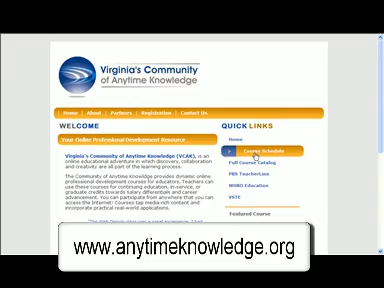 Virginia's Community
of Anytime Knowledge
Home About Partners Registration Contact Us
WELCOME
Your Online Professional Development Resource
Virginia's Community of Anytime Knowledge (VCAK), is an
online educational adventure in which discovery, collaboration
and creativity are all part of the learning process.
The Community of Anytime Knowledge provides dynamic online
professional development courses for educators. Teachers can
use these courses for continuing education, in-service, or
graduate credits towards salary advancement and/or
recertification. You can participate from anywhere that you can
access the Internet! Courses tap media-rich content and
incorporate practical real-world applications.
QUICK LINKS
Home
Course Schedule
Full Course Catalog
PBS TeacherLine
WHRO Education
VSTE
Featured Course
www.anytimeknowledge.org